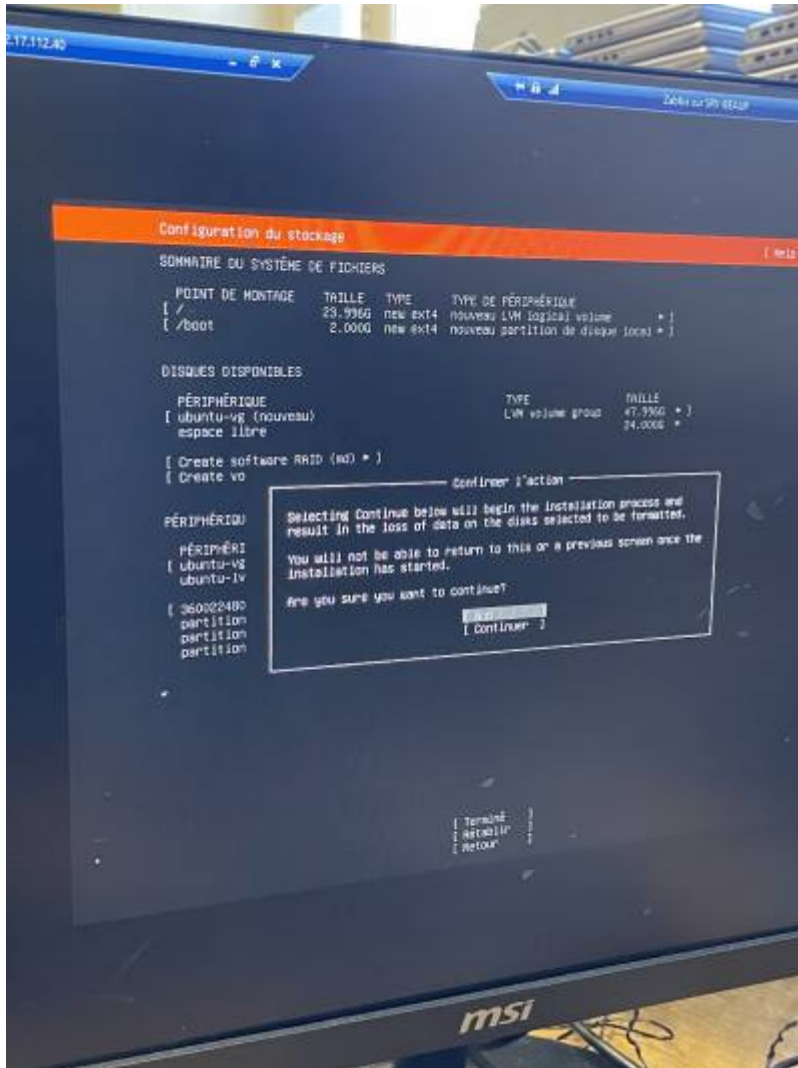 2.17.112.40
Zabbix sur SRV-BEAUP
Configuration du stockage
[ Help
SOMMAIRE DU SYSTÈME DE FICHIERS
POINT DE MONTAGE TAILLE TYPE TYPE DE PÉRIPHÉRIQUE
[ / 23.996G new ext4 nouveau LVM logical volume ▸ ]
[ /boot 2.000G new ext4 nouveau partition de disque local ▸ ]
DISQUES DISPONIBLES
PÉRIPHÉRIQUE TYPE TAILLE
[ ubuntu-vg (nouveau) LVM volume group 47.996G ▸ ]
espace libre 24.000G ▸
[ Create software RAID (md) ▸ ]
[ Create vo
Confirmer l'action
Selecting Continue below will begin the installation process and
result in the loss of data on the disks selected to be formatted.
You will not be able to return to this or a previous screen once the
installation has started.
Are you sure you want to continue?
[ Continuer ]
PÉRIPHÉRIQU
PÉRIPHÉRI
[ ubuntu-vg
ubuntu-lv
[ 360022480
partition
partition
partition
[ Terminé ]
[ Rétablir ]
[ Retour ]
msi